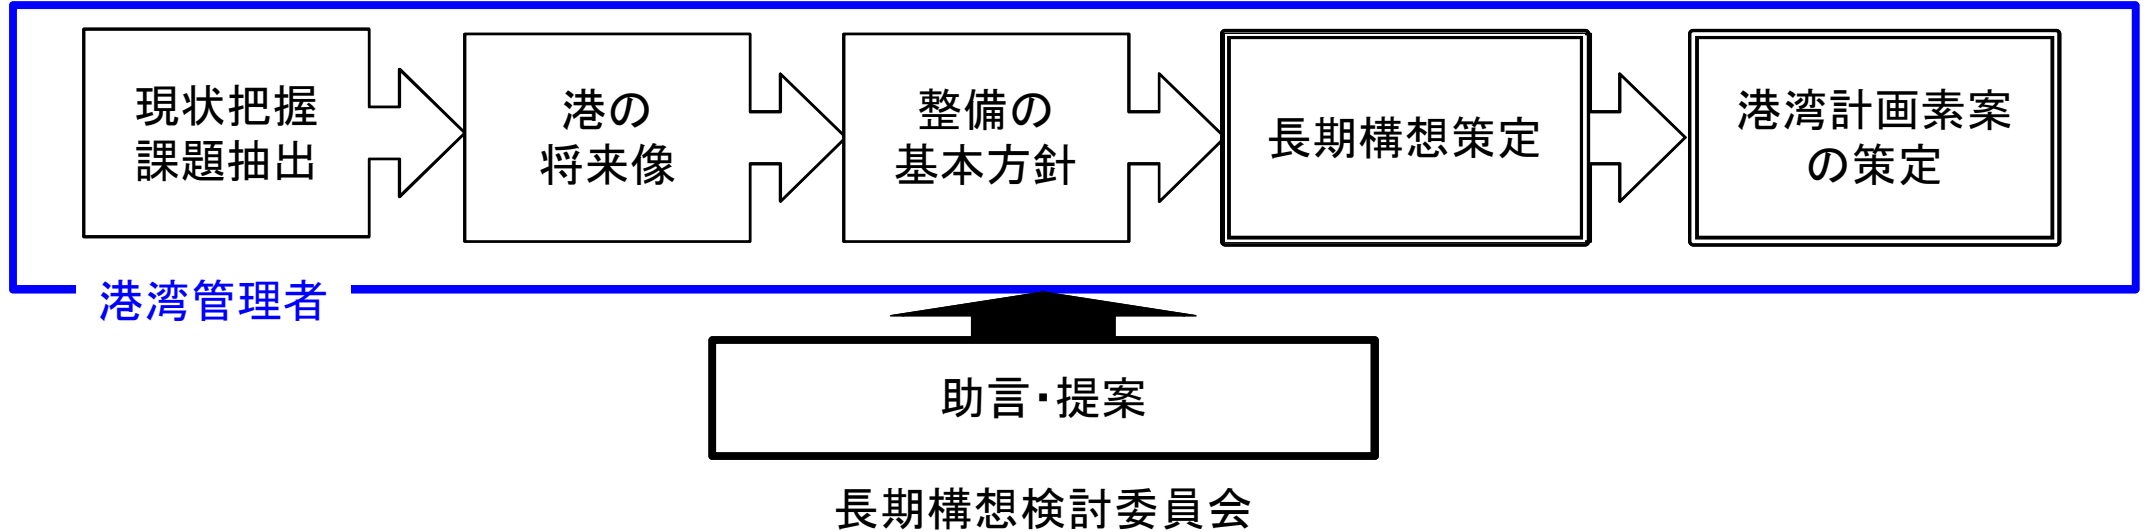 現状把握
課題抽出
港の
将来像
整備の
基本方針
長期構想策定
港湾計画素案
の策定
港湾管理者
助言・提案
長期構想検討委員会